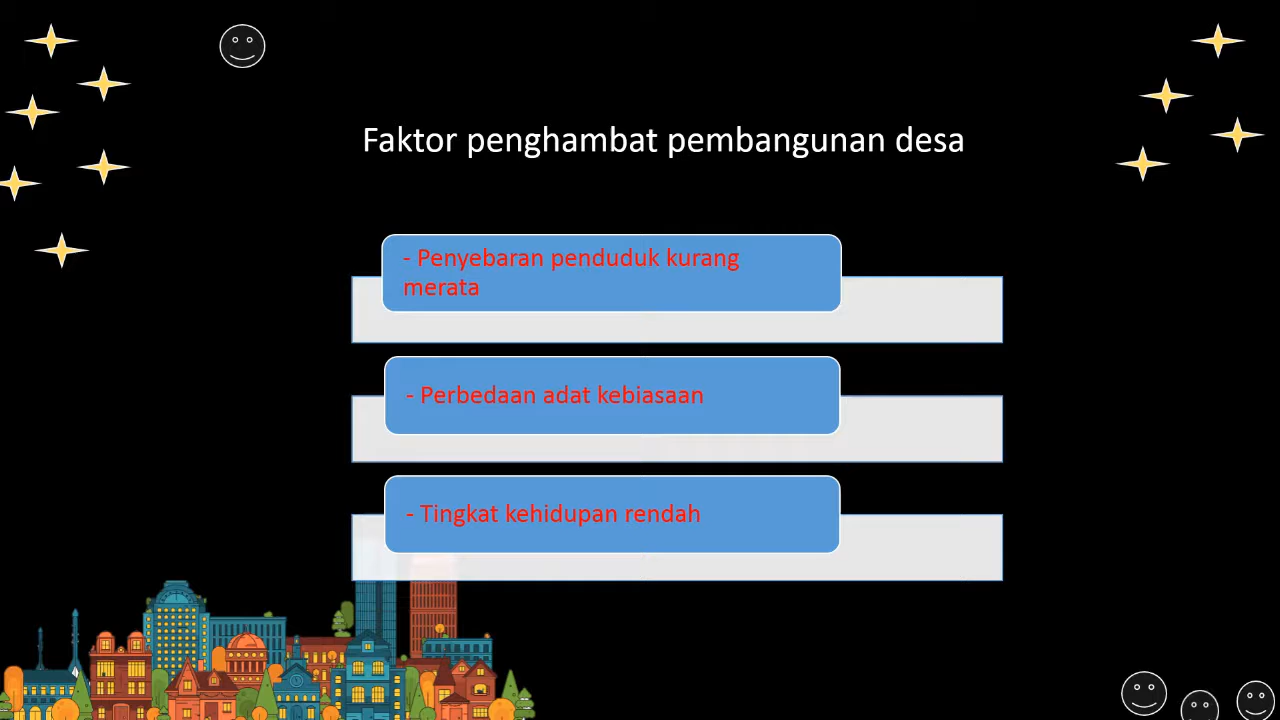 Faktor penghambat pembangunan desa
- Penyebaran penduduk kurang
merata
- Perbedaan adat kebiasaan
- Tingkat kehidupan rendah